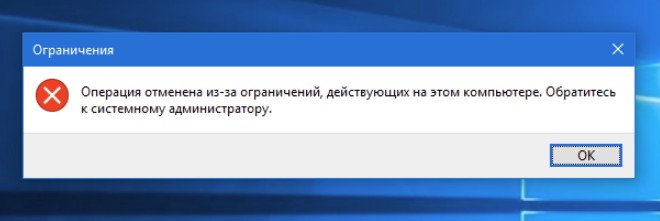 Ограничения
Операция отменена из-за ограничений, действующих на этом компьютере. Обратитесь
к системному администратору.
OK